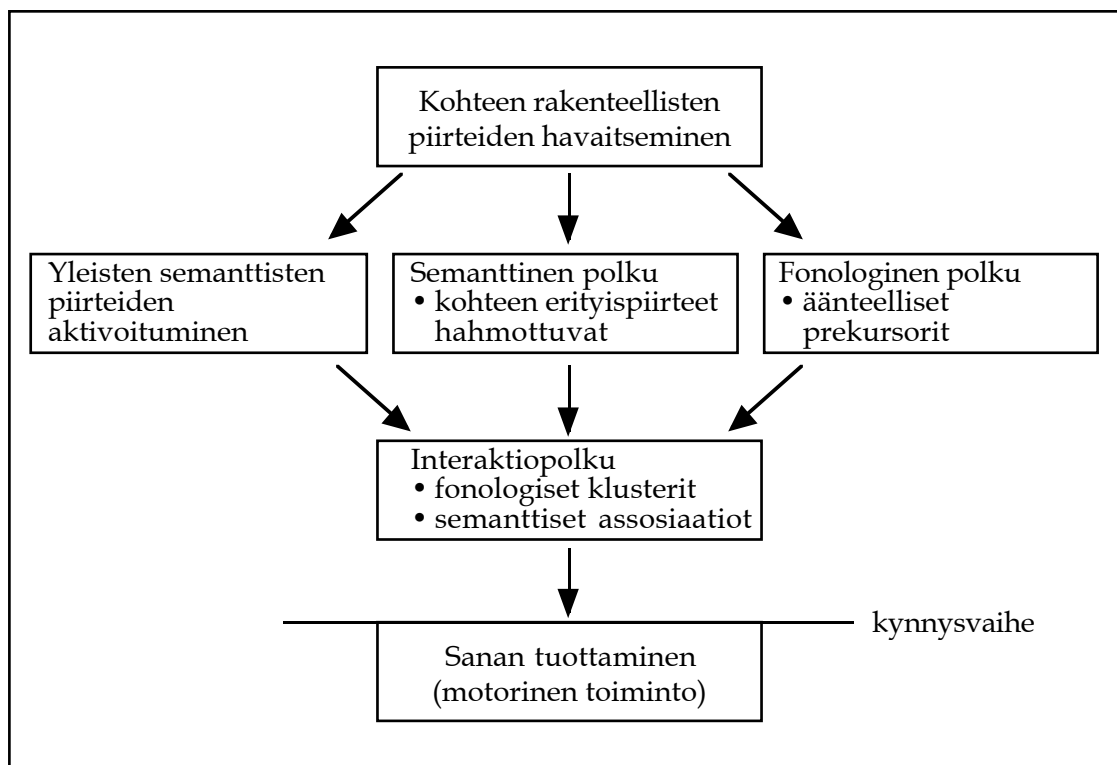 Kohteen rakenteellisten
piirteiden havaitseminen
Yleisten semanttisten
piirteiden
aktivoituminen
Semanttinen polku
• kohteen erityispiirteet
hahmottuvat
Fonologinen polku
• äänteelliset
prekursorit
Interaktiopolku
• fonologiset klusterit
• semanttiset assosiaatiot
kynnysvaihe
Sanan tuottaminen
(motorinen toiminto)